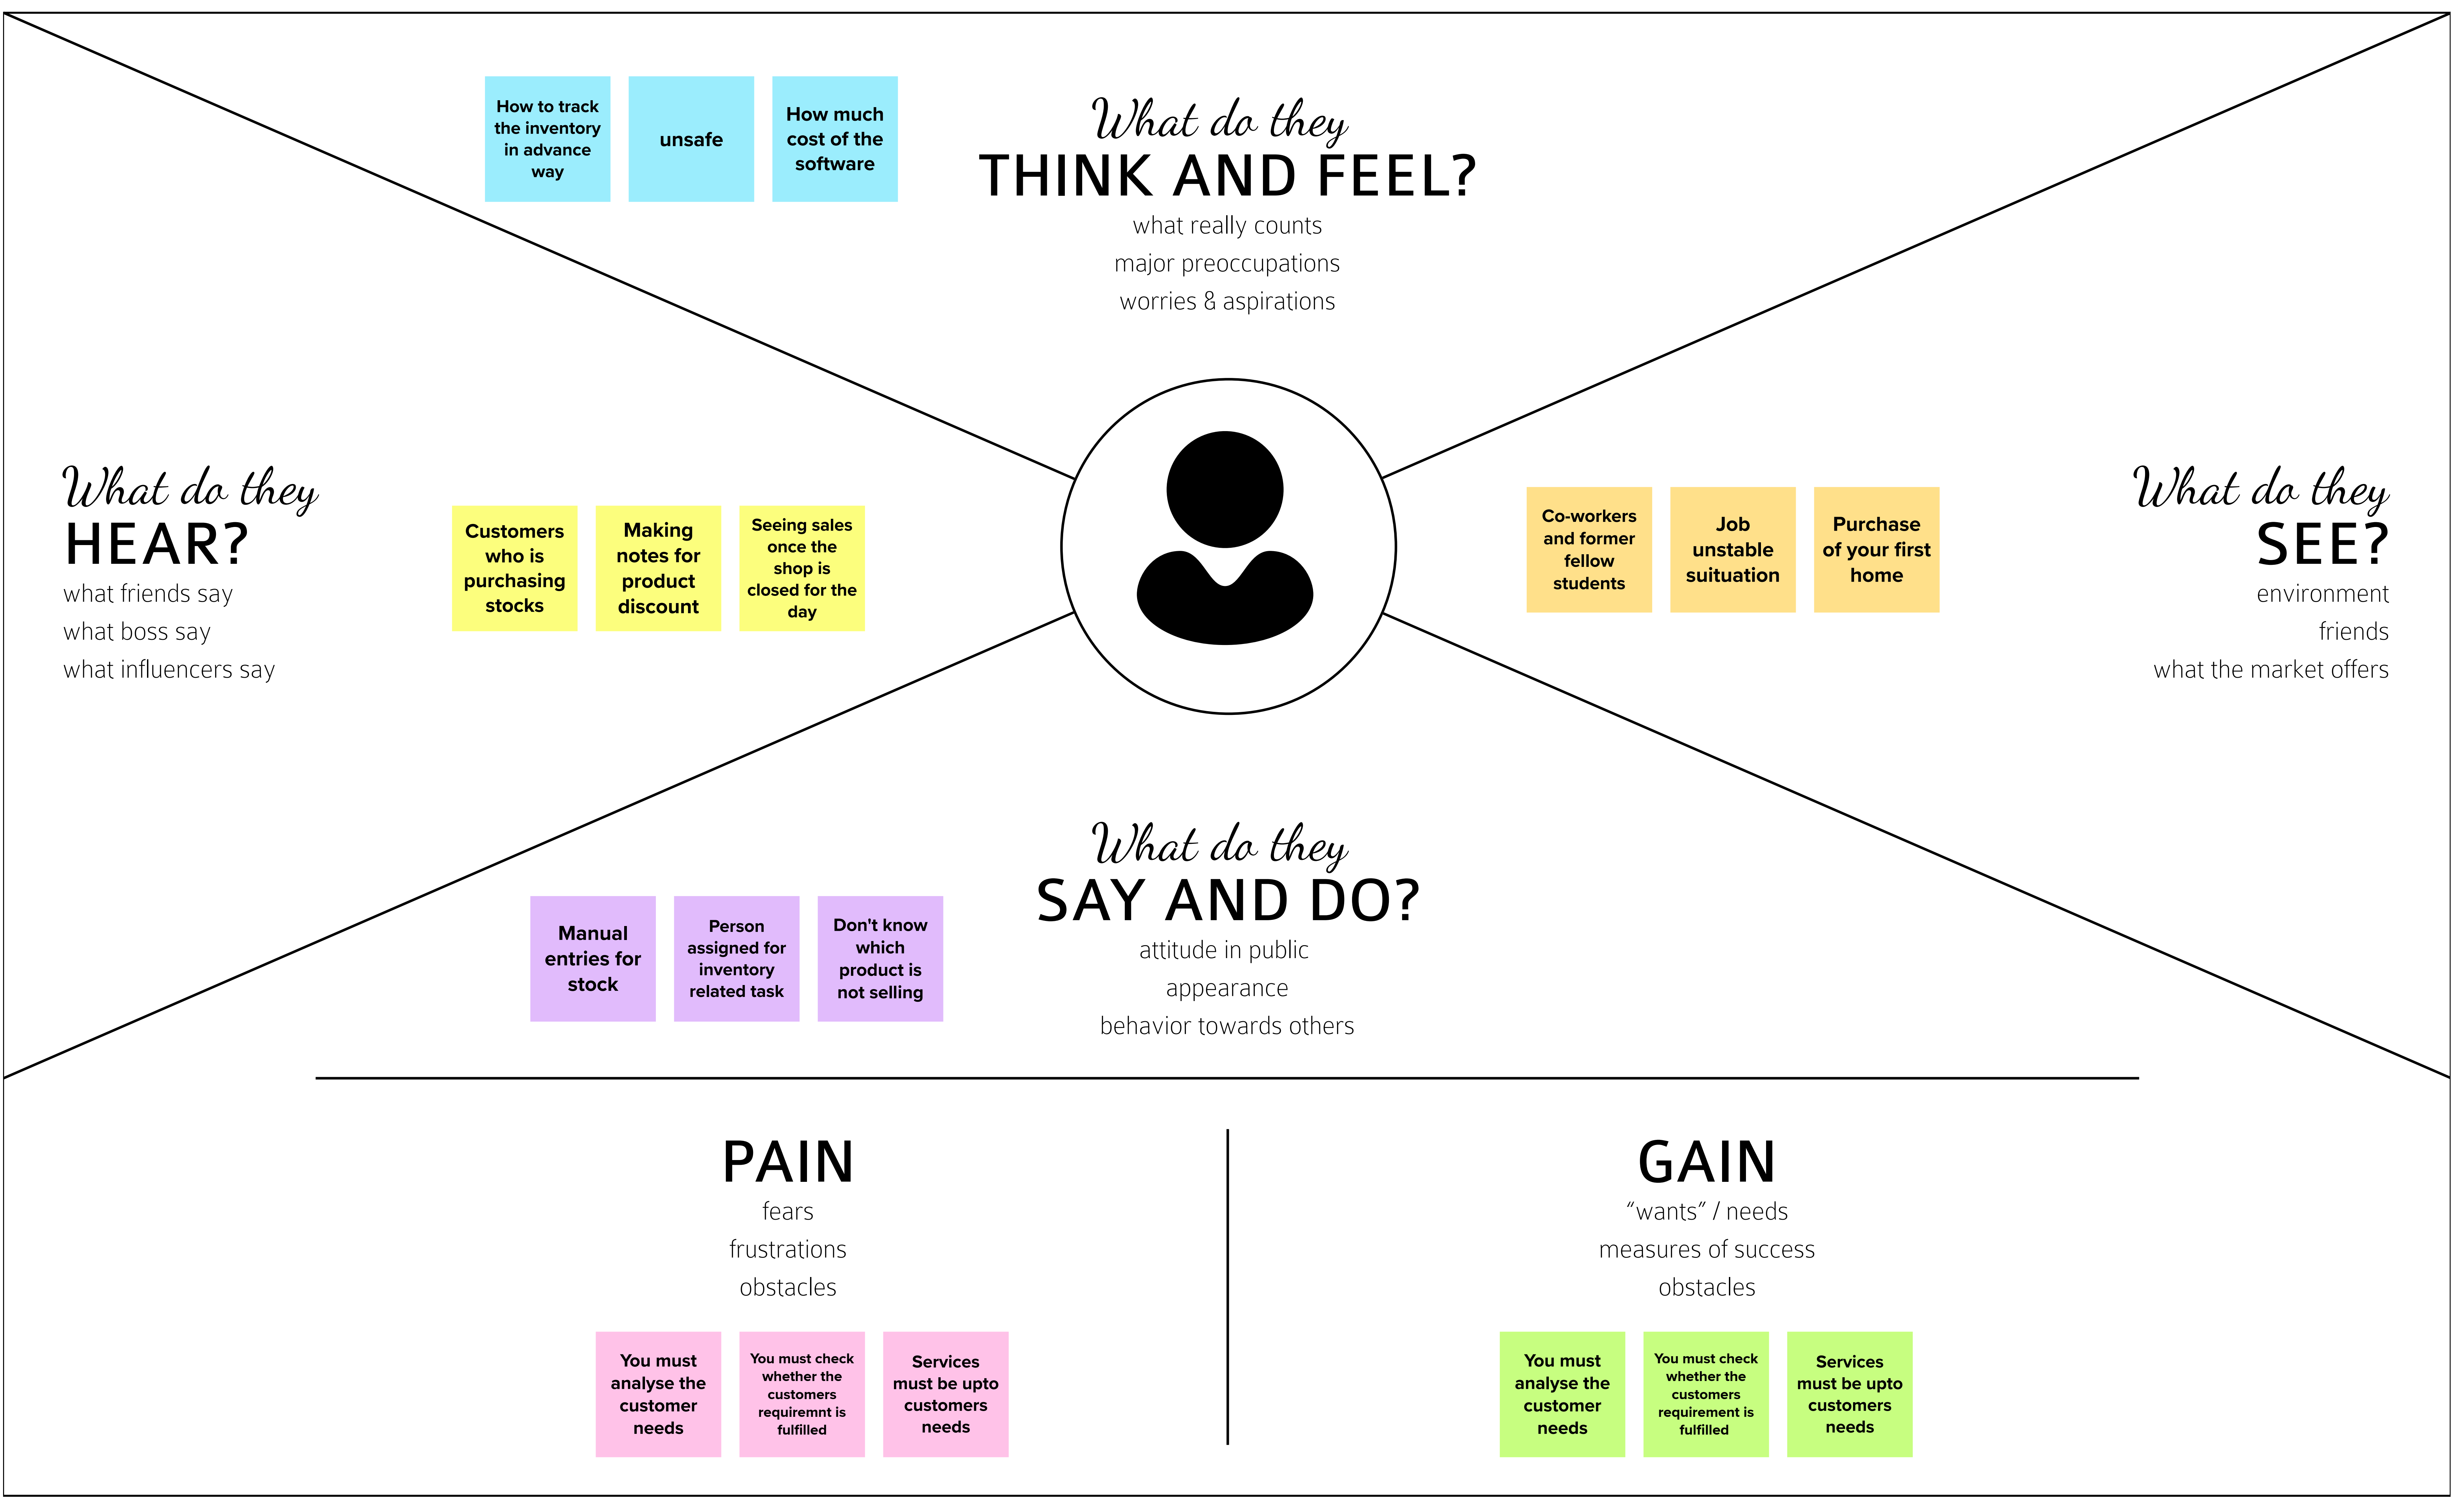 How to track
the inventory
in advance
way
unsafe
How much
cost of the
software
What do they
THINK AND FEEL?
what really counts
major preoccupations
worries & aspirations
What do they
HEAR?
what friends say
what boss say
what influencers say
Customers
who is
purchasing
stocks
Making
notes for
product
discount
Seeing sales
once the
shop is
closed for the
day
Co-workers
and former
fellow
students
Job
unstable
suituation
Purchase
of your first
home
What do they
SEE?
environment
friends
what the market offers
What do they
SAY AND DO?
attitude in public
appearance
behavior towards others
Manual
entries for
stock
Person
assigned for
inventory
related task
Don't know
which
product is
not selling
PAIN
fears
frustrations
obstacles
You must
analyse the
customer
needs
You must check
whether the
customers
requiremnt is
fulfilled
Services
must be upto
customers
needs
GAIN
“wants” / needs
measures of success
obstacles
You must
analyse the
customer
needs
You must check
whether the
customers
requirement is
fulfilled
Services
must be upto
customers
needs